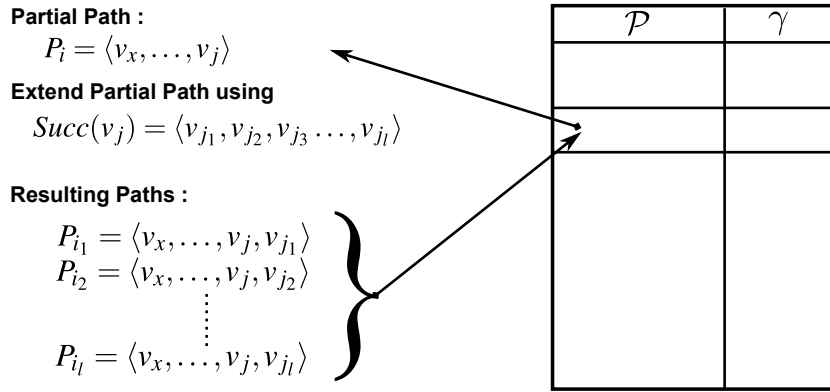 Partial Path :
P_i = ⟨v_x, . . . , v_j⟩
Extend Partial Path using
Succ(v_j) = ⟨v_{j_1}, v_{j_2}, v_{j_3} . . . , v_{j_l}⟩
Resulting Paths :
P_{i_1} = ⟨v_x, . . . , v_j, v_{j_1}⟩
P_{i_2} = ⟨v_x, . . . , v_j, v_{j_2}⟩
P_{i_l} = ⟨v_x, . . . , v_j, v_{j_l}⟩
𝒫 γ